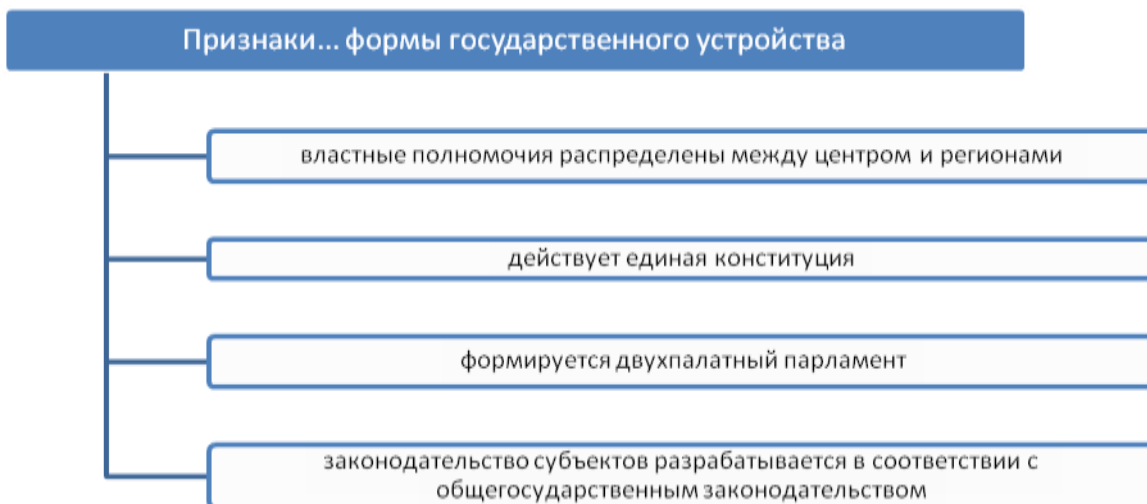 Признаки... формы государственного устройства
властные полномочия распределены между центром и регионами
действует единая конституция
формируется двухпалатный парламент
законодательство субъектов разрабатывается в соответствии с
общегосударственным законодательством